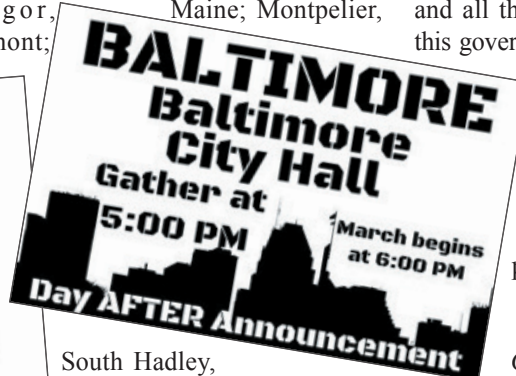 Maine; Montpelier,
and all th
this gover
BALTIMORE
Baltimore
City Hall
Gather at
5:00 PM
March begins
at 6:00 PM
Day AFTER Announcement
South Hadley,